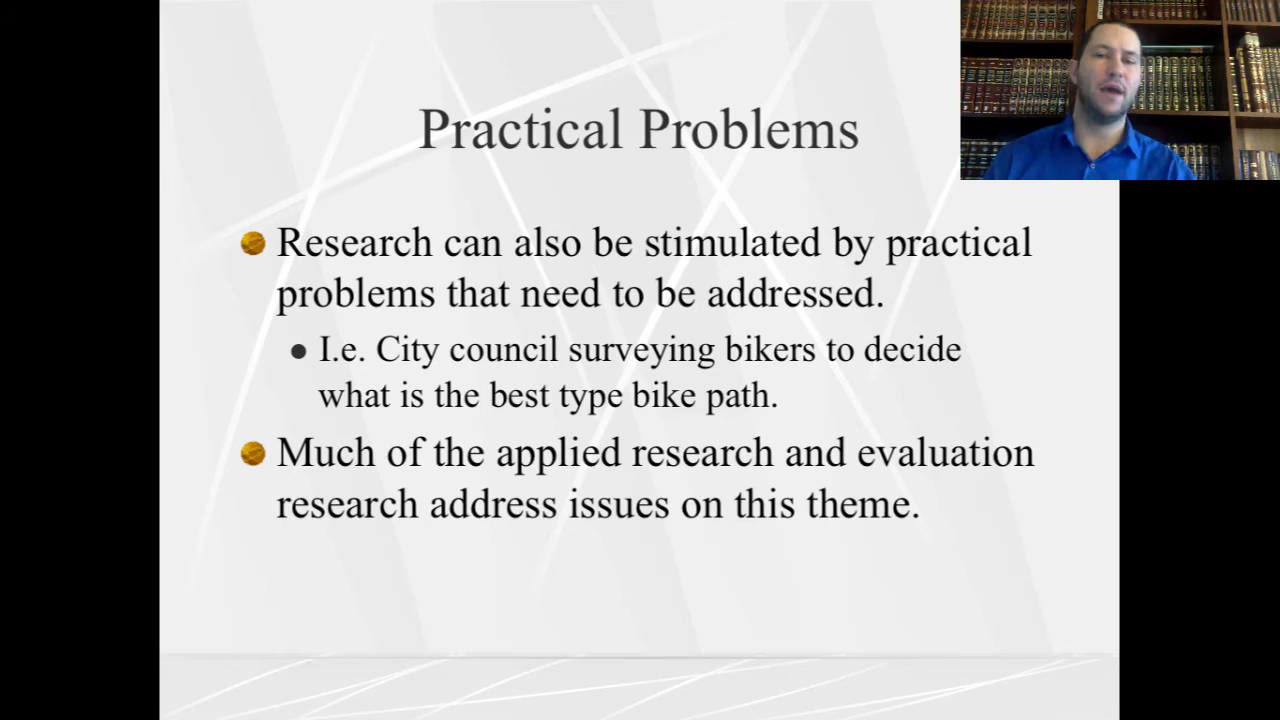 Practical Problems
Research can also be stimulated by practical
problems that need to be addressed.
I.e. City council surveying bikers to decide
what is the best type bike path.
Much of the applied research and evaluation
research address issues on this theme.